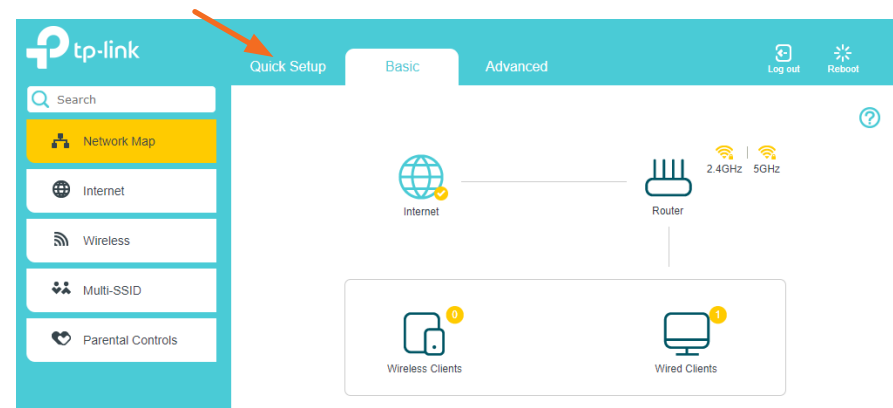 tp-link
Quick Setup
Basic
Advanced
Log out
Reboot
Search
Network Map
Internet
Wireless
Multi-SSID
Parental Controls
?
2.4GHz | 5GHz
Internet
Router
0
1
Wireless Clients
Wired Clients